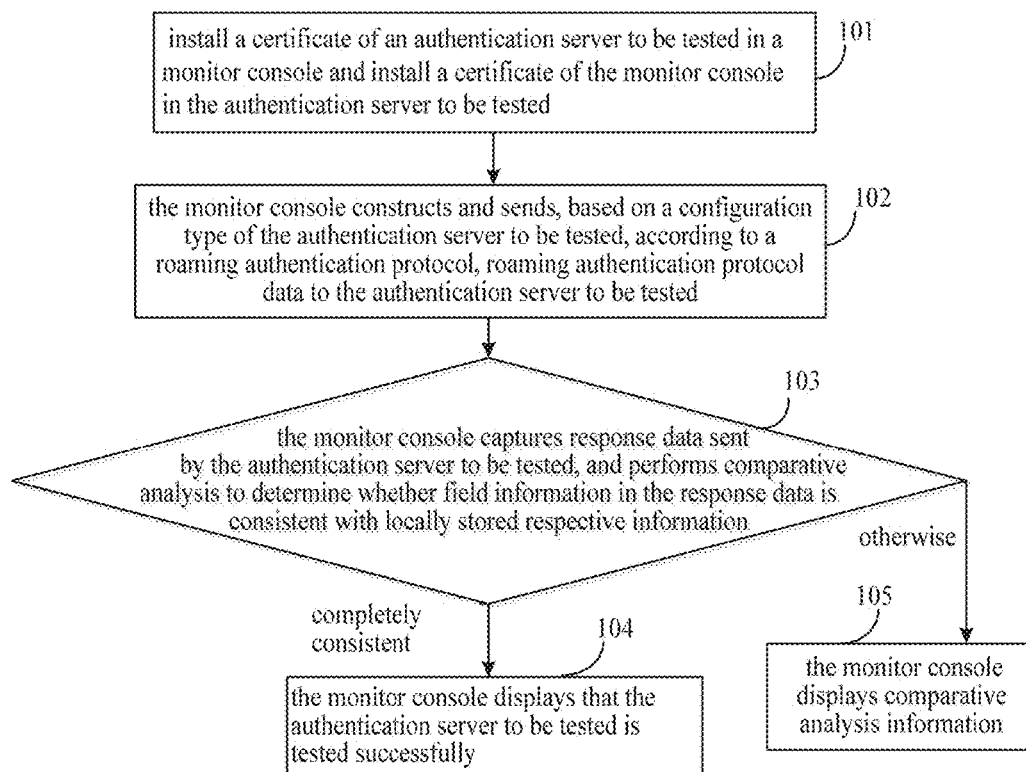 install a certificate of an authentication server to be tested in a
monitor console and install a certificate of the monitor console
in the authentication server to be tested
101
the monitor console constructs and sends, based on a configuration
type of the authentication server to be tested, according to a
roaming authentication protocol, roaming authentication protocol
data to the authentication server to be tested
102
103
the monitor console captures response data sent
by the authentication server to be tested, and performs comparative
analysis to determine whether field information in the response data is
consistent with locally stored respective information
otherwise
completely
consistent
104
the monitor console displays that the
authentication server to be tested is
tested successfully
105
the monitor console
displays comparative
analysis information